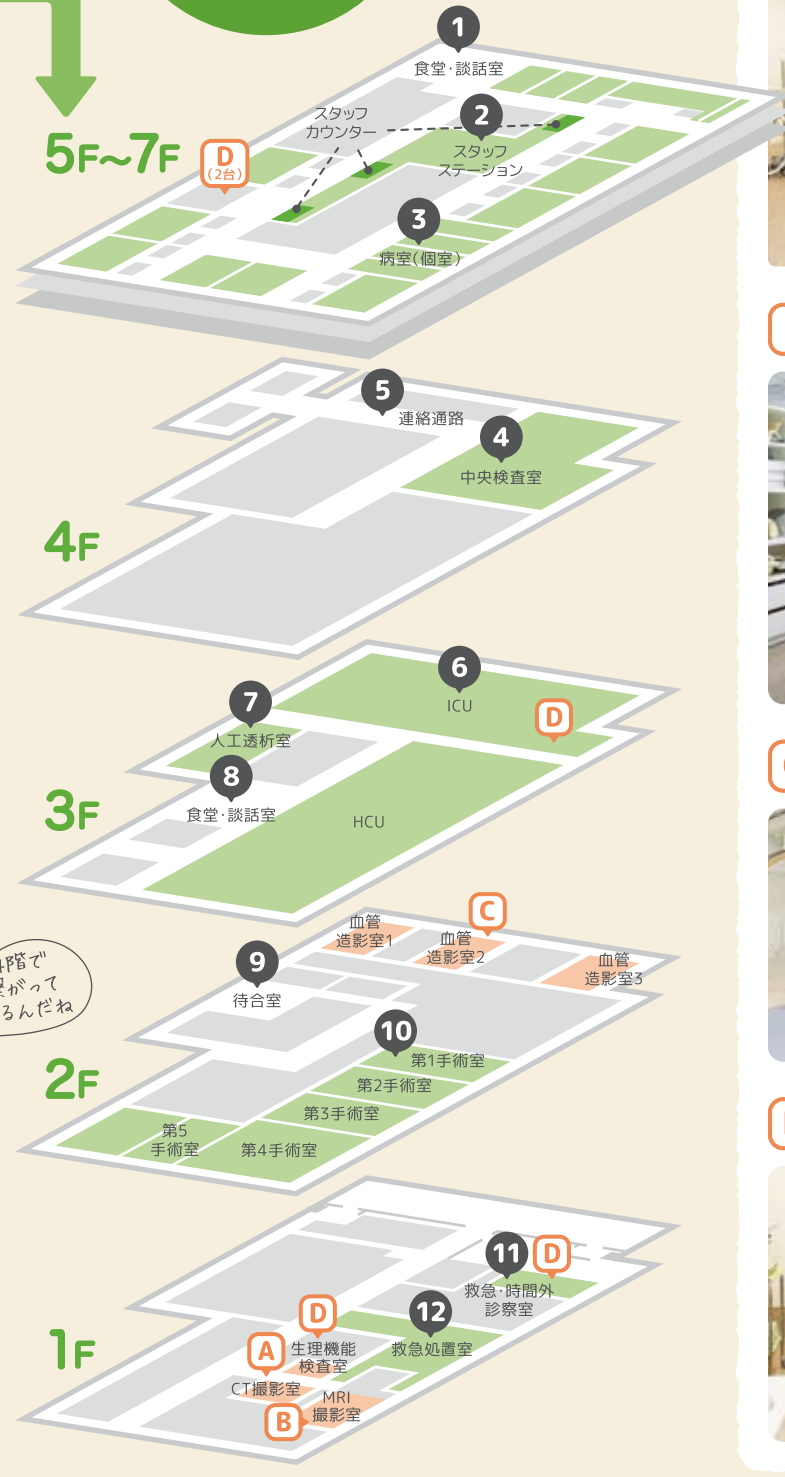 1
食堂・談話室
スタッフ
カウンター
2
スタッフ
ステーション
5F〜7F
D
(2台)
3
病室(個室)
5
連絡通路
4
中央検査室
4F
6
ICU
7
人工透析室
D
8
食堂・談話室
3F
HCU
血管
造影室1
C
血管
造影室2
血管
造影室3
9
待合室
階で
がって
るんだね
10
第1手術室
第2手術室
第3手術室
第4手術室
第5
手術室
2F
11
D
救急・時間外
診察室
12
救急処置室
D
生理機能
検査室
A
CT撮影室
MRI
撮影室
B
1F